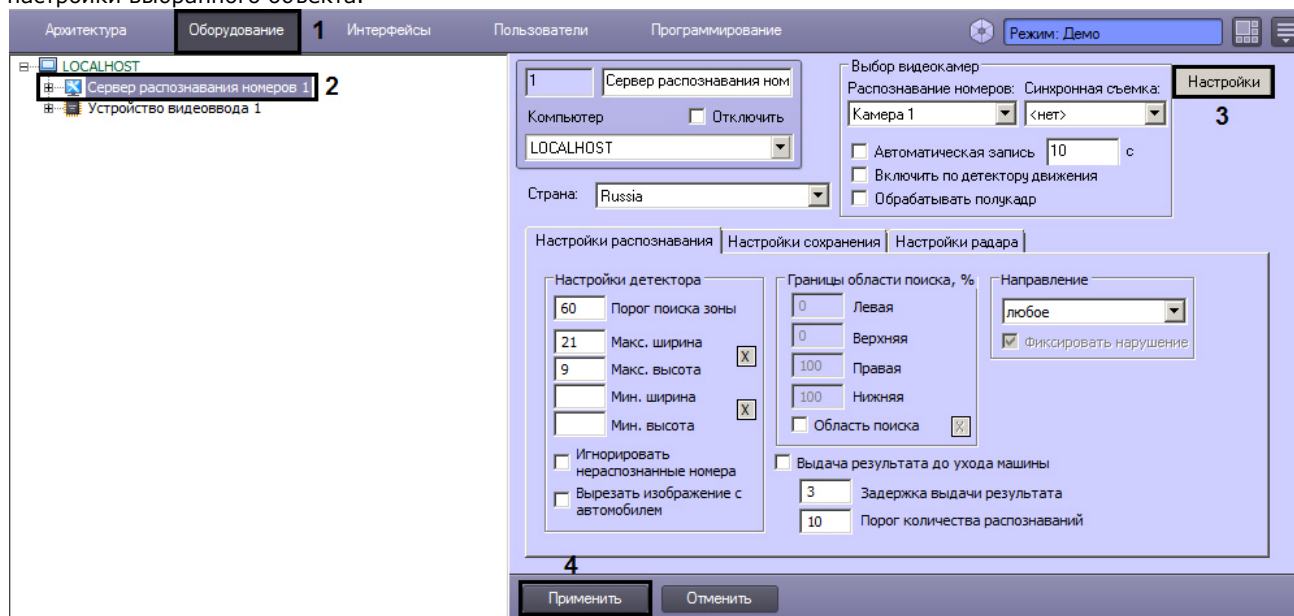 настройки выбранного объекта.
Архитектура Оборудование 1 Интерфейсы Пользователи Программирование Режим: Демо
LOCALHOST
Сервер распознавания номеров 1 2
Устройство видеоввода 1
1 Сервер распознавания ном
Компьютер Отключить
LOCALHOST
Страна: Russia
Выбор видеокамер
Распознавание номеров: Синхронная съемка:
Камера 1 <нет>
Автоматическая запись 10 с
Включить по детектору движения
Обрабатывать полукадр
Настройки
3
Настройки распознавания Настройки сохранения Настройки радара
Настройки детектора
60 Порог поиска зоны
21 Макс. ширина
X
9 Макс. высота
Мин. ширина
X
Мин. высота
Игнорировать
нераспознанные номера
Вырезать изображение с
автомобилем
Границы области поиска, %
0 Левая
0 Верхняя
100 Правая
100 Нижняя
Область поиска X
Направление
любое
Фиксировать нарушение
Выдача результата до ухода машины
3 Задержка выдачи результата
10 Порог количества распознаваний
4
Применить Отменить